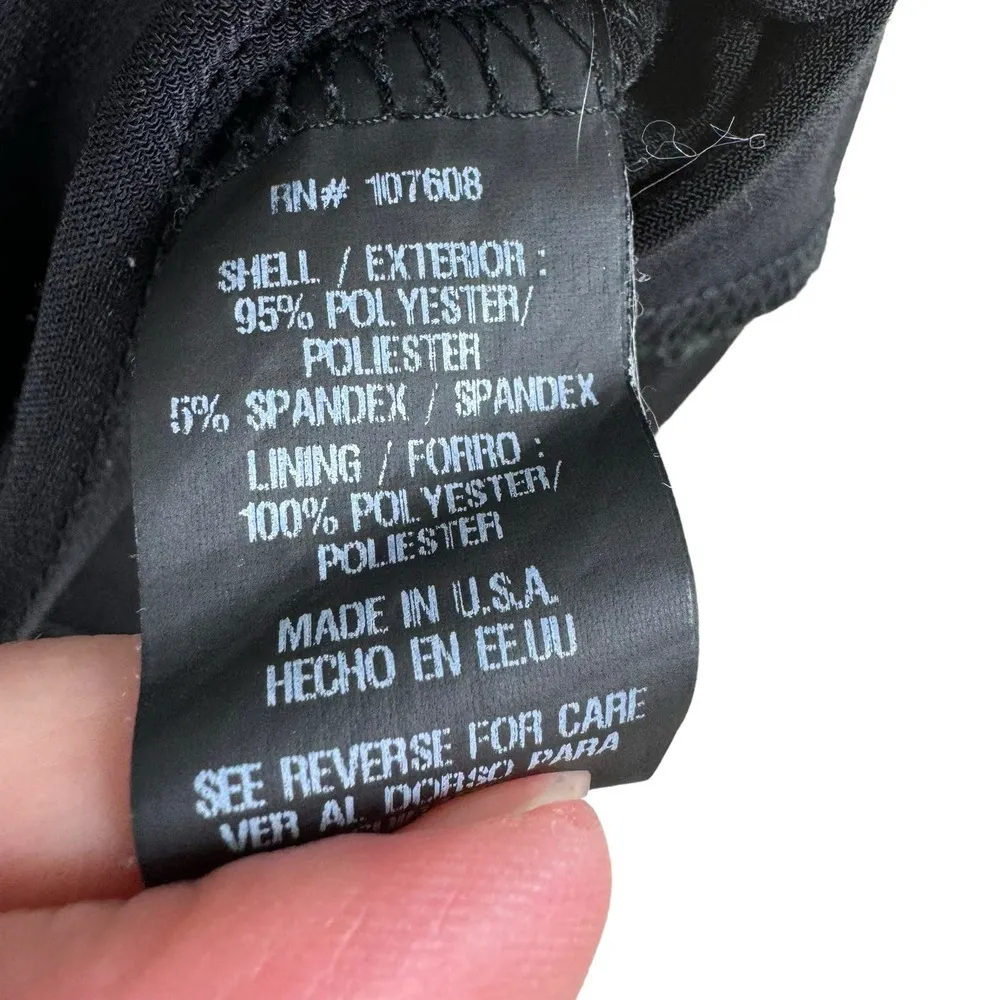 RN# 107608
SHELL / EXTERIOR :
95% POLYESTER/
POLIESTER
5% SPANDEX / SPANDEX
LINING / FORRO :
100% POLYESTER/
POLIESTER
MADE IN U.S.A.
HECHO EN EE.UU
SEE REVERSE FOR CARE
VER AL DORSO PARA